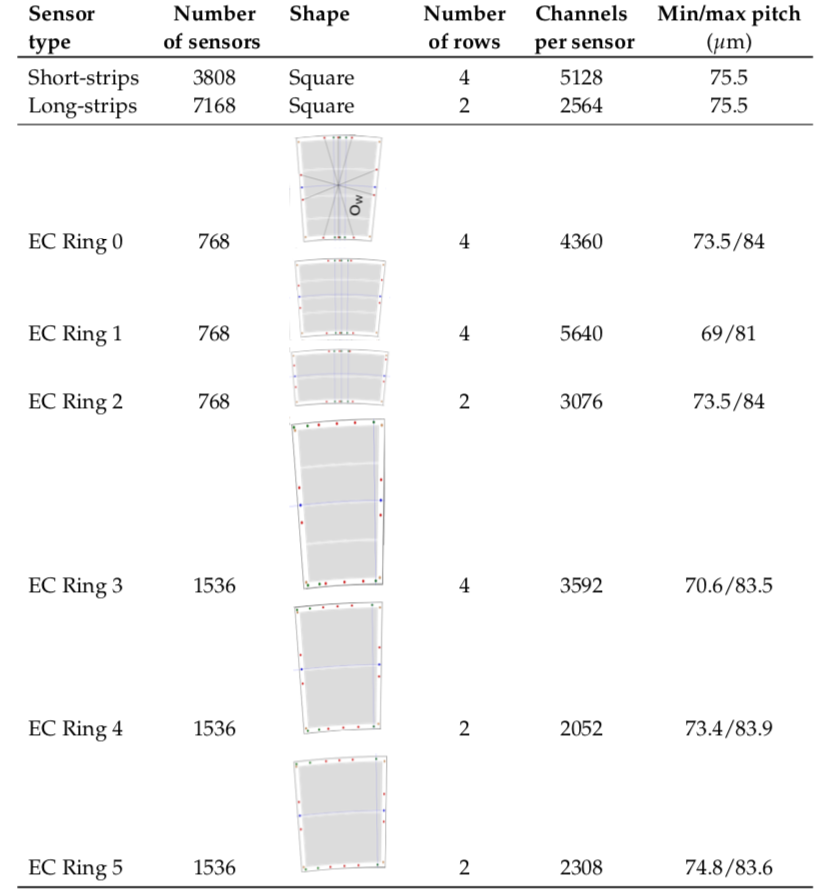 Sensor Number Shape Number Channels Min/max pitch
type of sensors of rows per sensor (μm)
Short-strips 3808 Square 4 5128 75.5
Long-strips 7168 Square 2 2564 75.5
Ow
EC Ring 0 768 4 4360 73.5/84
EC Ring 1 768 4 5640 69/81
EC Ring 2 768 2 3076 73.5/84
EC Ring 3 1536 4 3592 70.6/83.5
EC Ring 4 1536 2 2052 73.4/83.9
EC Ring 5 1536 2 2308 74.8/83.6